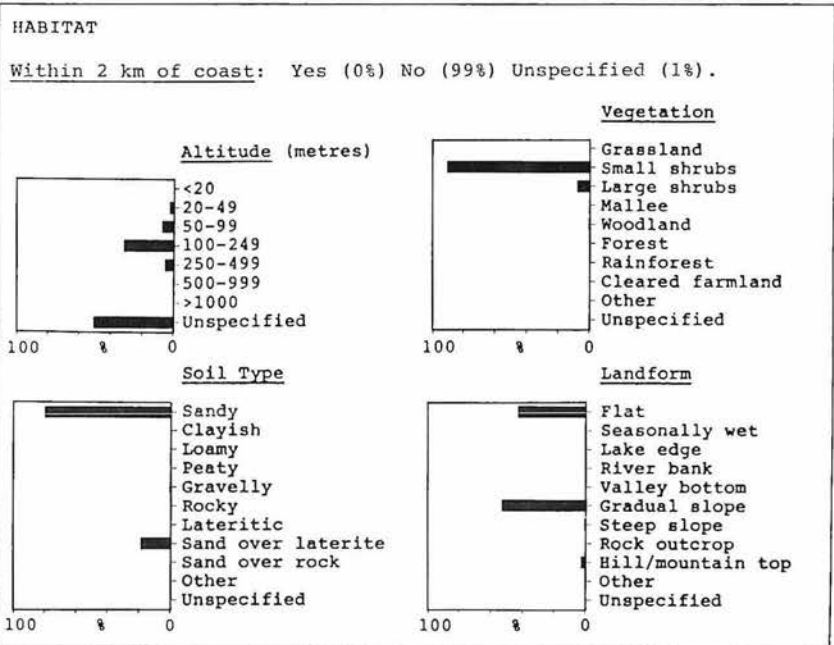 HABITAT
Within 2 km of coast: Yes (0%) No (99%) Unspecified (1%).
Altitude (metres)
<20
20-49
50-99
100-249
250-499
500-999
>1000
Unspecified
100 % 0
Vegetation
Grassland
Small shrubs
Large shrubs
Mallee
Woodland
Forest
Rainforest
Cleared farmland
Other
Unspecified
100 % 0
Soil Type
Sandy
Clayish
Loamy
Peaty
Gravelly
Rocky
Lateritic
Sand over laterite
Sand over rock
Other
Unspecified
100 % 0
Landform
Flat
Seasonally wet
Lake edge
River bank
Valley bottom
Gradual slope
Steep slope
Rock outcrop
Hill/mountain top
Other
Unspecified
100 % 0